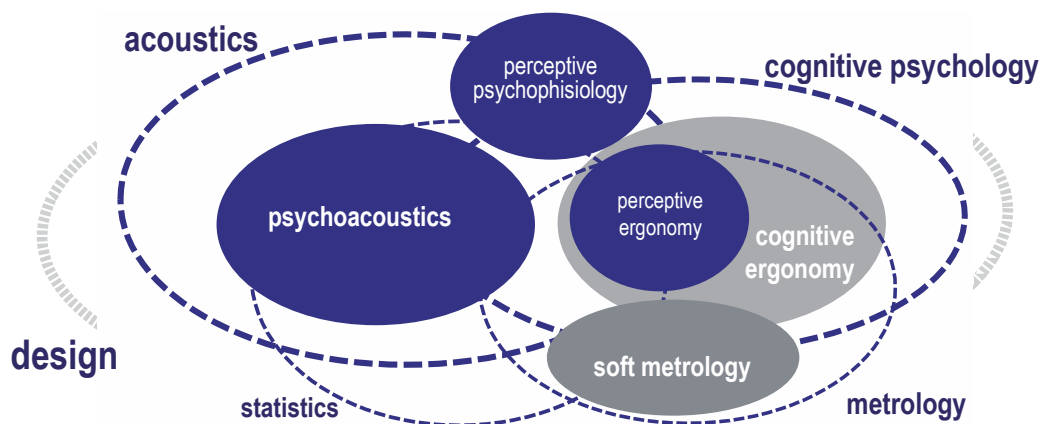 acoustics
perceptive
psychophisiology
cognitive psychology
psychoacoustics
perceptive
ergonomy
cognitive
ergonomy
design
soft metrology
statistics
metrology